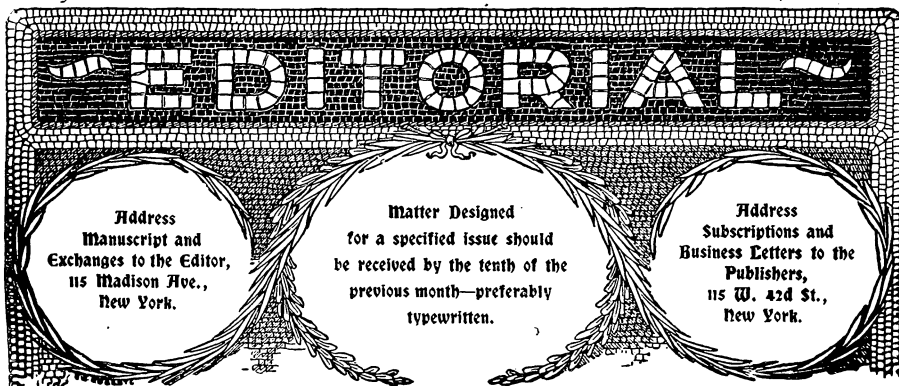 EDITORIAL
Address
Manuscript and
Exchanges to the Editor,
115 Madison Ave.,
New York.
Matter Designed
for a specified issue should
be received by the tenth of the
previous month—preferably
typewritten.
Address
Subscriptions and
Business Letters to the
Publishers,
115 W. 42d St.,
New York.